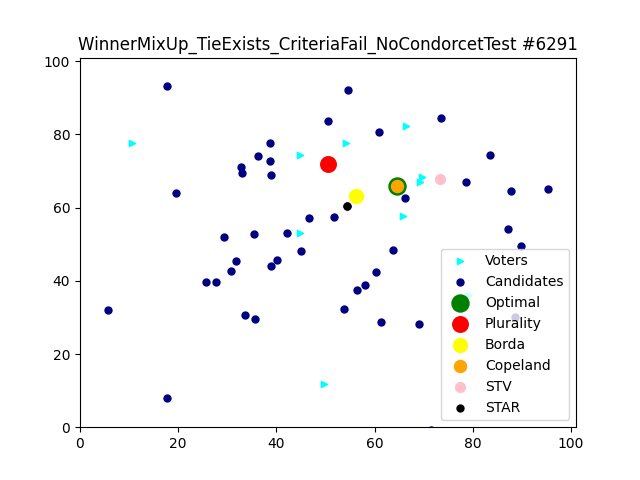 WinnerMixUp_TieExists_CriteriaFail_NoCondorcetTest #6291
100
80
60
40
20
0
0 20 40 60 80 100
Voters
Candidates
Optimal
Plurality
Borda
Copeland
STV
STAR